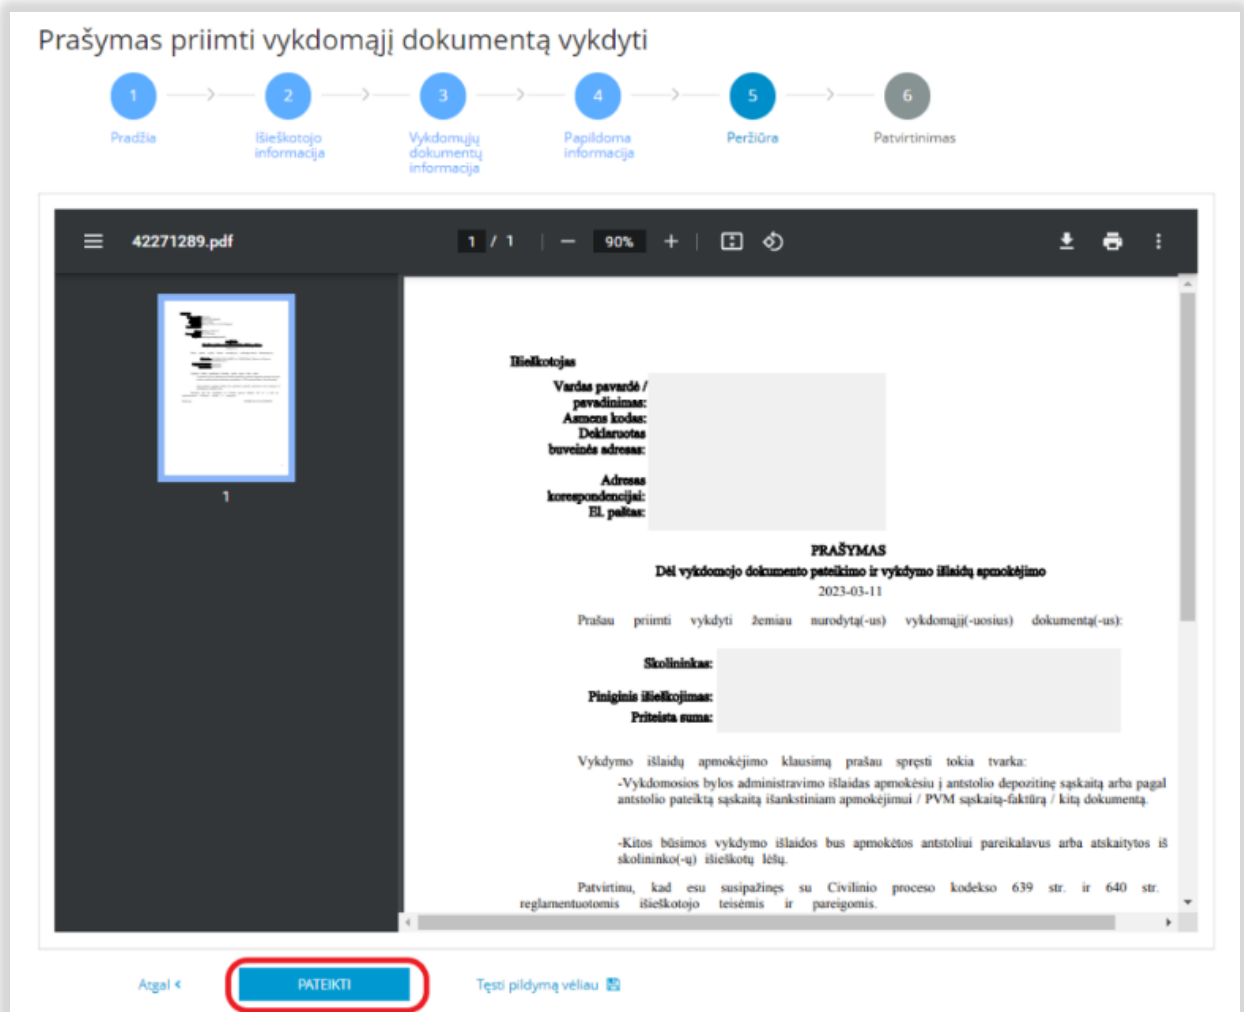 Prašymas priimti vykdomąjį dokumentą vykdyti
1 2 3 4 5 6
Pradžia
Išieškotojo
informacija
Vykdomųjų
dokumentų
informacija
Papildoma
informacija
Peržiūra
Patvirtinimas
42271289.pdf 1 / 1 90%
1
Išieškotojas
Vardas pavardė /
pavadinimas:
Asmens kodas:
Deklaruotas
buveinės adresas:
Adresas
korespondencijai:
El. paštas:
PRAŠYMAS
Dėl vykdomojo dokumento pateikimo ir vykdymo išlaidų apmokėjimo
2023-03-11
Prašau priimti vykdyti žemiau nurodytą(-us) vykdomąjį(-uosius) dokumentą(-us):
Skolininkas:
Piniginis išieškojimas:
Priteista suma:
Vykdymo išlaidų apmokėjimo klausimą prašau spręsti tokia tvarka:
-Vykdomosios bylos administravimo išlaidas apmokėsiu į antstolio depozitinę sąskaitą arba pagal
antstolio pateiktą sąskaitą išankstiniam apmokėjimui / PVM sąskaitą-faktūrą / kitą dokumentą.
-Kitos būsimos vykdymo išlaidos bus apmokėtos antstoliui pareikalavus arba atskaitytos iš
skolininko(-ų) išieškotų lėšų.
Patvirtinu, kad esu susipažinęs su Civilinio proceso kodekso 639 str. ir 640 str.
reglamentuotomis išieškotojo teisėmis ir pareigomis.
Atgal
PATEIKTI
Tęsti pildymą vėliau